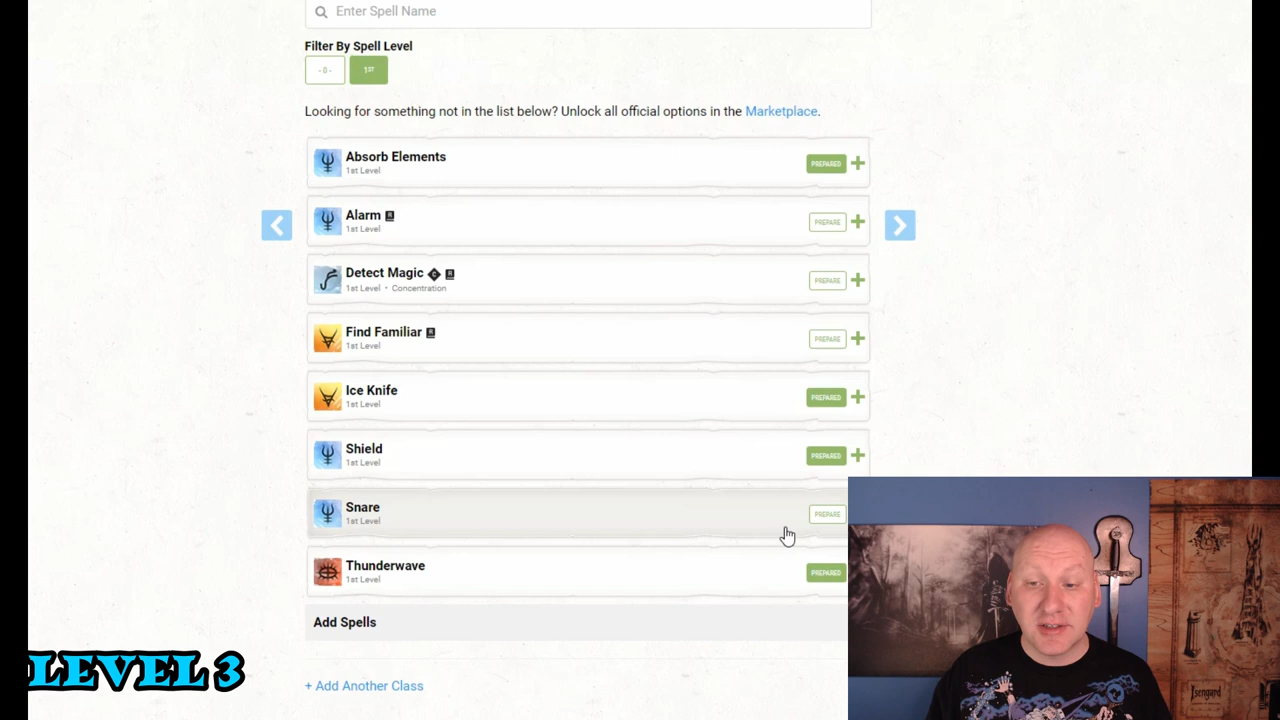 Enter Spell Name
Filter By Spell Level
- 0 -
1ST
Looking for something not in the list below? Unlock all official options in the Marketplace.
Absorb Elements
1st Level
PREPARED
Alarm
1st Level
PREPARE
Detect Magic
1st Level • Concentration
PREPARE
Find Familiar
1st Level
PREPARE
Ice Knife
1st Level
PREPARED
Shield
1st Level
PREPARED
Snare
1st Level
PREPARE
Thunderwave
1st Level
PREPARED
Add Spells
+ Add Another Class
LEVEL 3
Isengard